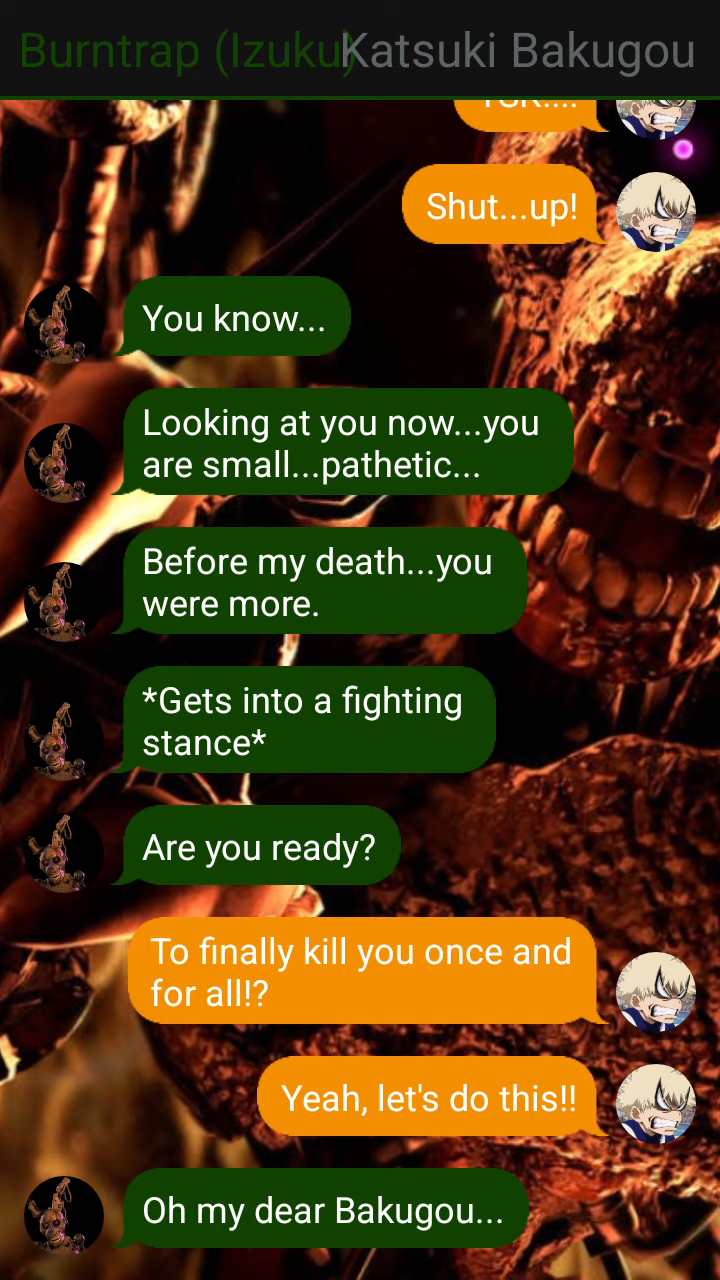 Burntrap (Izuku)
Katsuki Bakugou
Shut...up!
You know...
Looking at you now...you
are small...pathetic...
Before my death...you
were more.
*Gets into a fighting
stance*
Are you ready?
To finally kill you once and
for all!?
Yeah, let's do this!!
Oh my dear Bakugou...